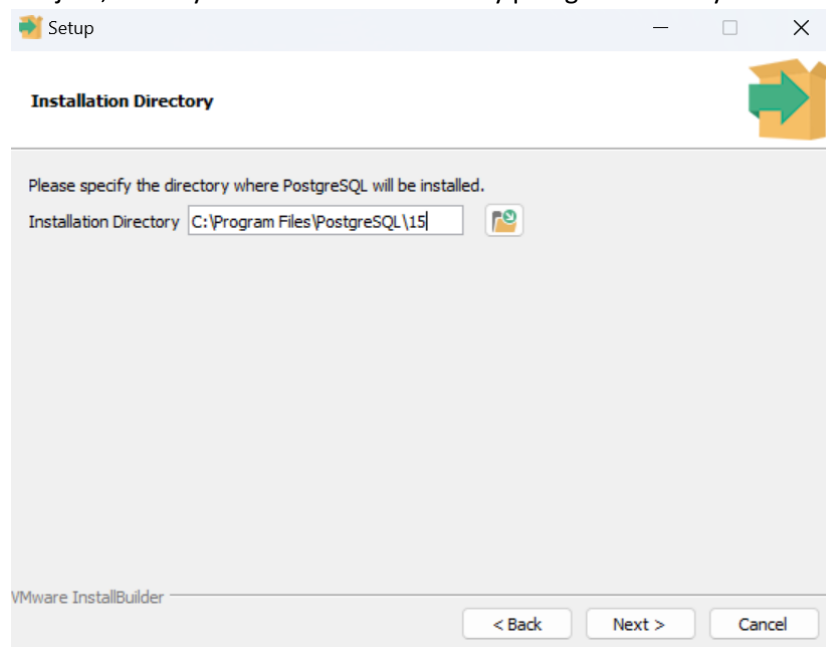 Setup
Installation Directory
Please specify the directory where PostgreSQL will be installed.
Installation Directory C:\Program Files\PostgreSQL\15
VMware InstallBuilder
< Back Next > Cancel